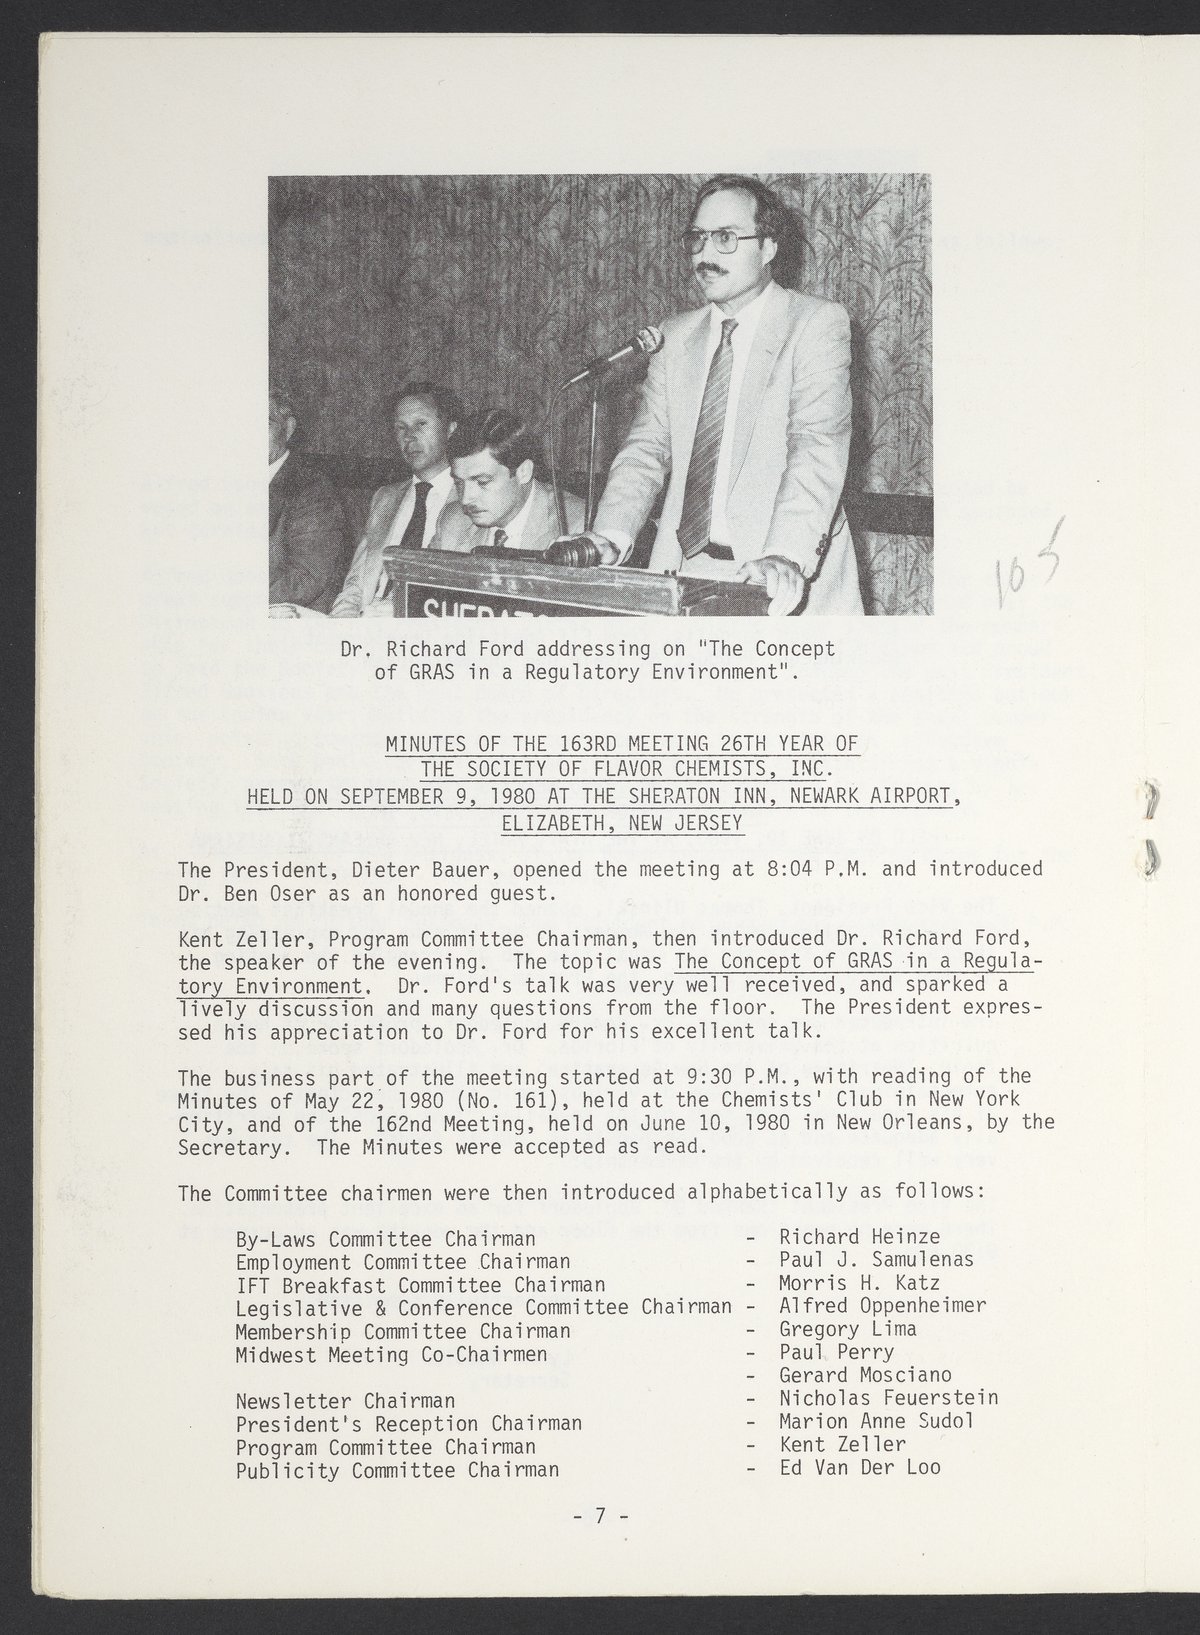 SHERATO
105
Dr. Richard Ford addressing on "The Concept
of GRAS in a Regulatory Environment".
MINUTES OF THE 163RD MEETING 26TH YEAR OF
THE SOCIETY OF FLAVOR CHEMISTS, INC.
HELD ON SEPTEMBER 9, 1980 AT THE SHERATON INN, NEWARK AIRPORT,
ELIZABETH, NEW JERSEY
The President, Dieter Bauer, opened the meeting at 8:04 P.M. and introduced
Dr. Ben Oser as an honored guest.
Kent Zeller, Program Committee Chairman, then introduced Dr. Richard Ford,
the speaker of the evening. The topic was The Concept of GRAS in a Regula-
tory Environment. Dr. Ford's talk was very well received, and sparked a
lively discussion and many questions from the floor. The President expres-
sed his appreciation to Dr. Ford for his excellent talk.
The business part of the meeting started at 9:30 P.M., with reading of the
Minutes of May 22, 1980 (No. 161), held at the Chemists' Club in New York
City, and of the 162nd Meeting, held on June 10, 1980 in New Orleans, by the
Secretary. The Minutes were accepted as read.
The Committee chairmen were then introduced alphabetically as follows:
By-Laws Committee Chairman - Richard Heinze
Employment Committee Chairman - Paul J. Samulenas
IFT Breakfast Committee Chairman - Morris H. Katz
Legislative & Conference Committee Chairman - Alfred Oppenheimer
Membership Committee Chairman - Gregory Lima
Midwest Meeting Co-Chairmen - Paul Perry
- Gerard Mosciano
Newsletter Chairman - Nicholas Feuerstein
President's Reception Chairman - Marion Anne Sudol
Program Committee Chairman - Kent Zeller
Publicity Committee Chairman - Ed Van Der Loo
- 7 -